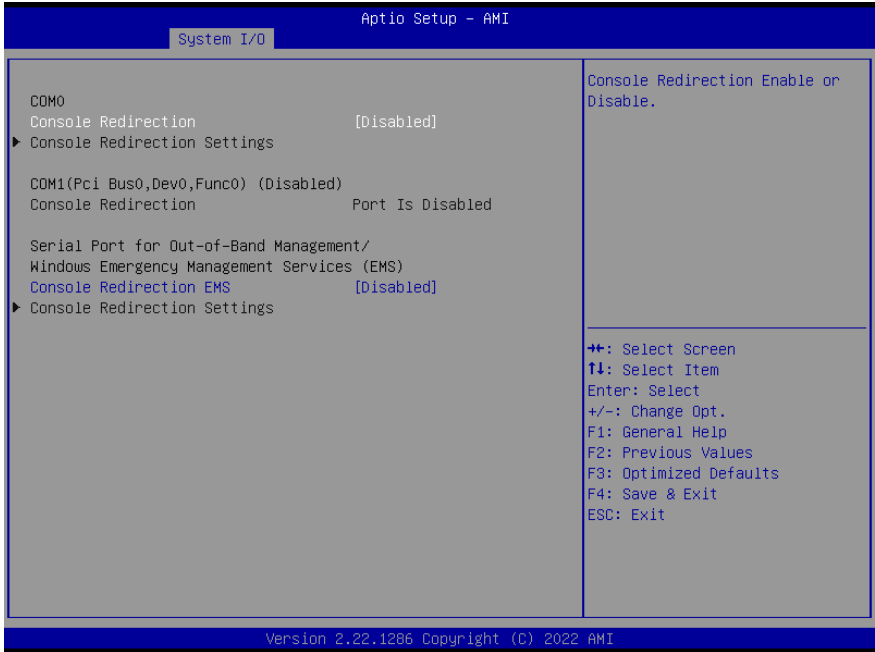 Aptio Setup – AMI
System I/O
COM0
Console Redirection [Disabled]
▶ Console Redirection Settings
COM1(Pci Bus0,Dev0,Func0) (Disabled)
Console Redirection Port Is Disabled
Serial Port for Out-of-Band Management/
Windows Emergency Management Services (EMS)
Console Redirection EMS [Disabled]
▶ Console Redirection Settings
Console Redirection Enable or
Disable.
→←: Select Screen
↑↓: Select Item
Enter: Select
+/-: Change Opt.
F1: General Help
F2: Previous Values
F3: Optimized Defaults
F4: Save & Exit
ESC: Exit
Version 2.22.1286 Copyright (C) 2022 AMI